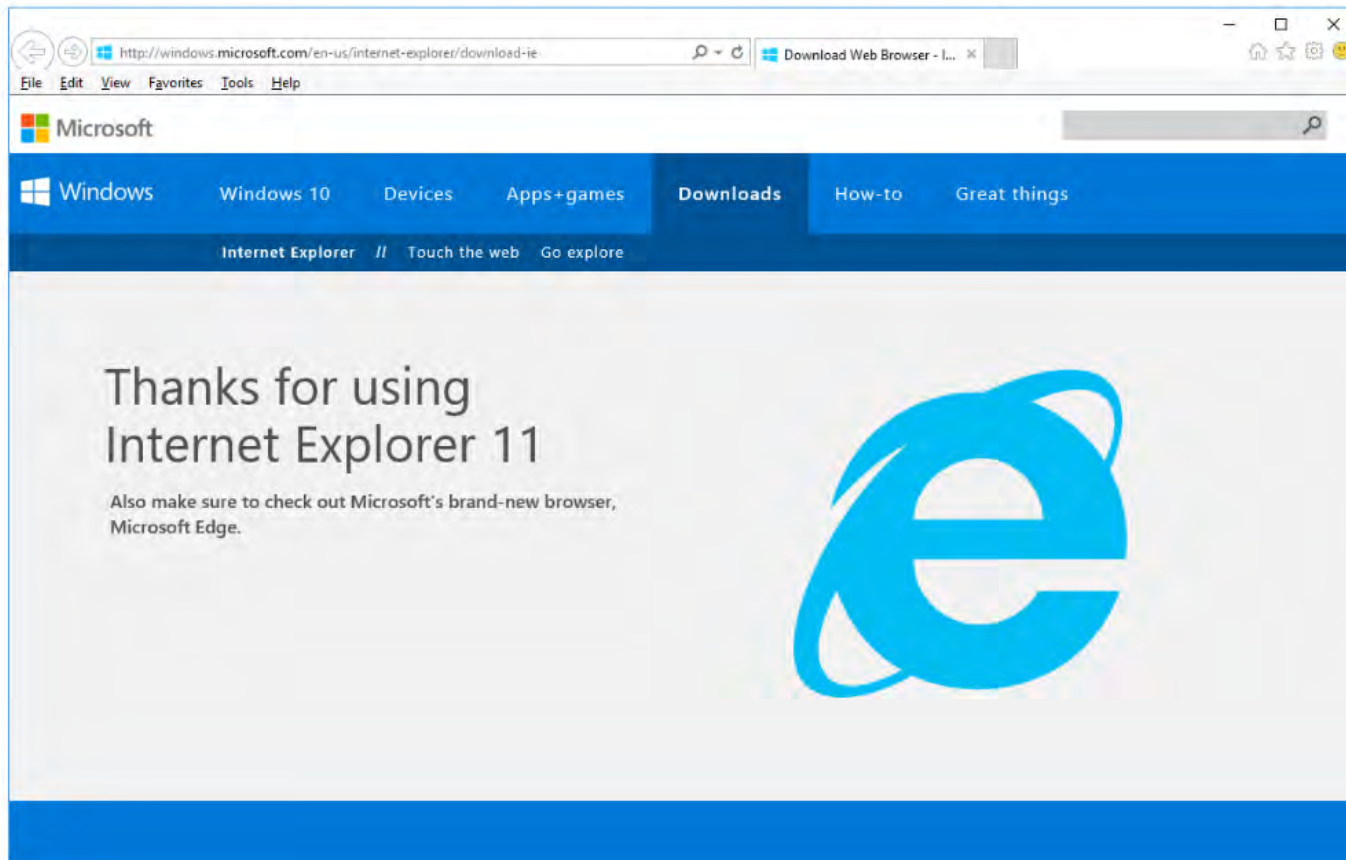 http://windows.microsoft.com/en-us/internet-explorer/download-ie
Download Web Browser - I...
File Edit View Favorites Tools Help
Microsoft
Windows Windows 10 Devices Apps+games Downloads How-to Great things
Internet Explorer // Touch the web Go explore
Thanks for using
Internet Explorer 11
Also make sure to check out Microsoft's brand-new browser,
Microsoft Edge.